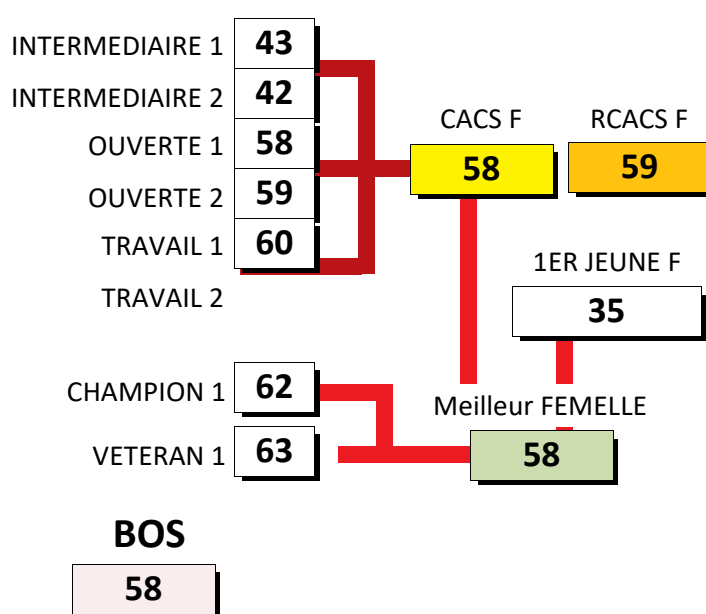 INTERMEDIAIRE 1 43
INTERMEDIAIRE 2 42
OUVERTE 1 58
OUVERTE 2 59
TRAVAIL 1 60
TRAVAIL 2
CACS F
58
RCACS F
59
1ER JEUNE F
35
CHAMPION 1 62
VETERAN 1 63
Meilleur FEMELLE
58
BOS
58